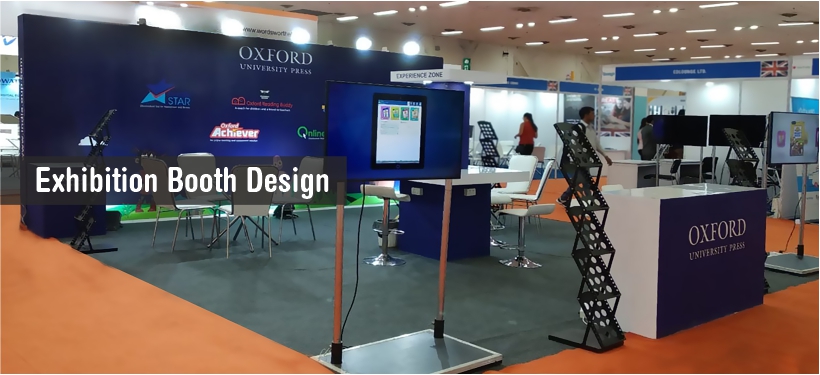 www.wordsworth
OXFORD
UNIVERSITY PRESS
EXPERIENCE ZONE
STAR
Oxford Reading Buddy
Oxford
Achiever
Online
Exhibition Booth Design
OXFORD
UNIVERSITY PRESS